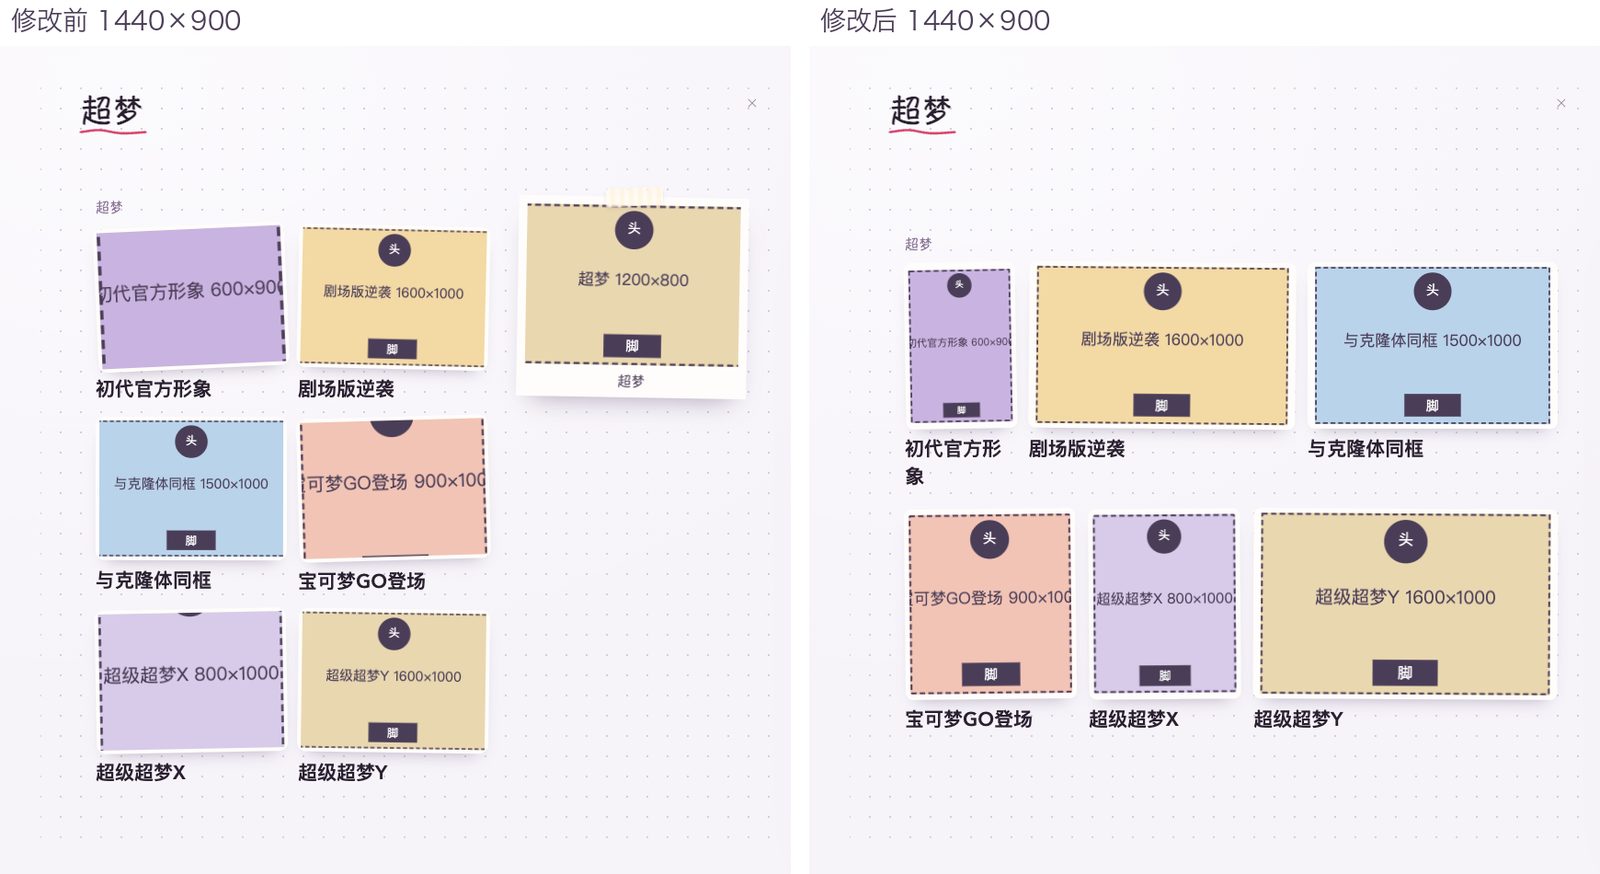 修改前 1440×900
超梦
×
超梦
初代官方形象 600×90
初代官方形象
头
剧场版逆袭 1600×1000
脚
剧场版逆袭
头
超梦 1200×800
脚
超梦
头
与克隆体同框 1500×1000
脚
与克隆体同框
可梦GO登场 900×100
宝可梦GO登场
超级超梦X 800×1000
超级超梦X
头
超级超梦Y 1600×1000
脚
超级超梦Y
修改后 1440×900
超梦
×
超梦
头
初代官方形象 600×90
脚
初代官方形
象
头
剧场版逆袭 1600×1000
脚
剧场版逆袭
头
与克隆体同框 1500×1000
脚
与克隆体同框
头
可梦GO登场 900×100
脚
宝可梦GO登场
头
超级超梦X 800×1000
脚
超级超梦X
头
超级超梦Y 1600×1000
脚
超级超梦Y